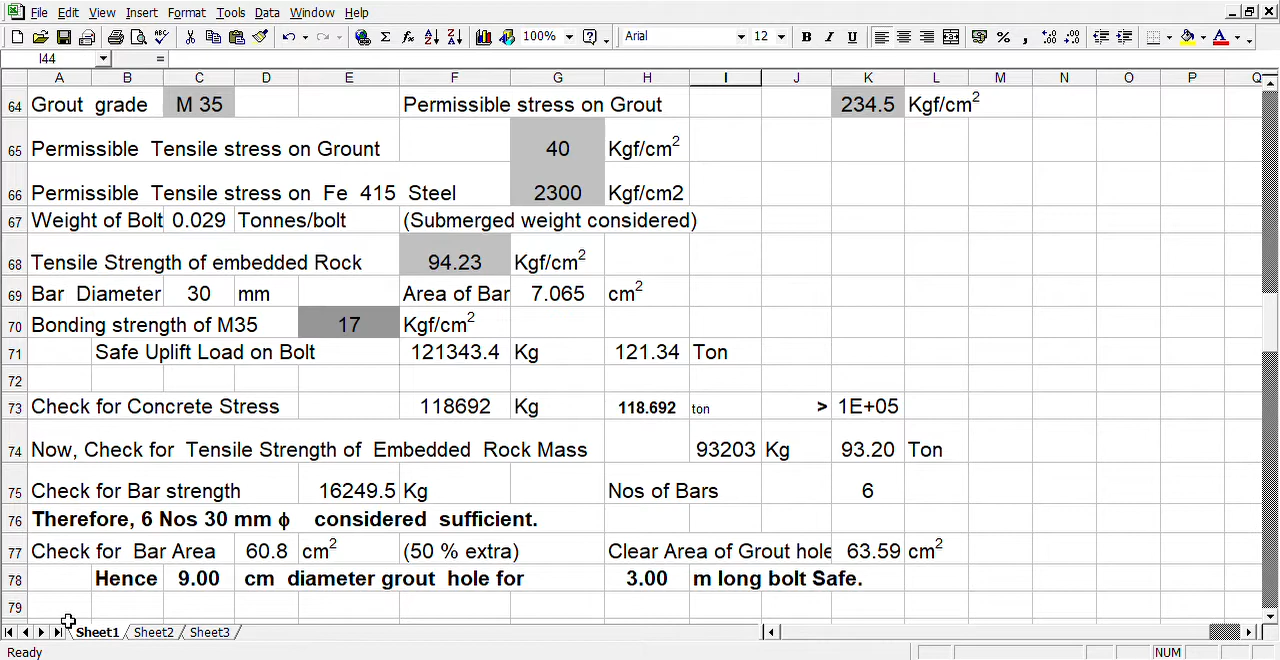 File Edit View Insert Format Tools Data Window Help
100% Arial 12 B I U
I44 =
A B C D E F G H I J K L M N O P Q
64 Grout grade M 35 Permissible stress on Grout 234.5 Kgf/cm²
65 Permissible Tensile stress on Grount 40 Kgf/cm²
66 Permissible Tensile stress on Fe 415 Steel 2300 Kgf/cm2
67 Weight of Bolt 0.029 Tonnes/bolt (Submerged weight considered)
68 Tensile Strength of embedded Rock 94.23 Kgf/cm²
69 Bar Diameter 30 mm Area of Bar 7.065 cm²
70 Bonding strength of M35 17 Kgf/cm²
71 Safe Uplift Load on Bolt 121343.4 Kg 121.34 Ton
72
73 Check for Concrete Stress 118692 Kg 118.692 ton > 1E+05
74 Now, Check for Tensile Strength of Embedded Rock Mass 93203 Kg 93.20 Ton
75 Check for Bar strength 16249.5 Kg Nos of Bars 6
76 Therefore, 6 Nos 30 mm ϕ considered sufficient.
77 Check for Bar Area 60.8 cm² (50 % extra) Clear Area of Grout hole 63.59 cm²
78 Hence 9.00 cm diameter grout hole for 3.00 m long bolt Safe.
79
Sheet1 Sheet2 Sheet3
Ready NUM